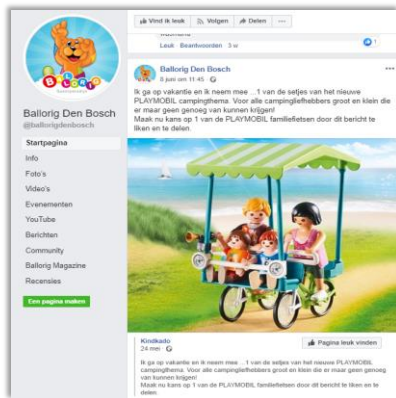 Vind ik leuk Volgen Delen ...
Leuk · Beantwoorden · 3 w
1
BALLORIG
Ballorig Den Bosch
@ballorigdenbosch
Startpagina
Info
Foto's
Video's
Evenementen
YouTube
Berichten
Community
Ballorig Magazine
Recensies
Een pagina maken
Ballorig Den Bosch
8 juni om 11:45 ·
Ik ga op vakantie en ik neem mee ...1 van de setjes van het nieuwe
PLAYMOBIL campingthema. Voor alle campingliefhebbers groot en klein die
er maar geen genoeg van kunnen krijgen!
Maak nu kans op 1 van de PLAYMOBIL familiefietsen door dit bericht te
liken en te delen.
Kindkado
24 mei ·
Pagina leuk vinden
Ik ga op vakantie en ik neem mee ...1 van de setjes van het nieuwe PLAYMOBIL
campingthema. Voor alle campingliefhebbers groot en klein die er maar geen genoeg
van kunnen krijgen!
Maak nu kans op 1 van de PLAYMOBIL familiefietsen door dit bericht te liken en te
delen.